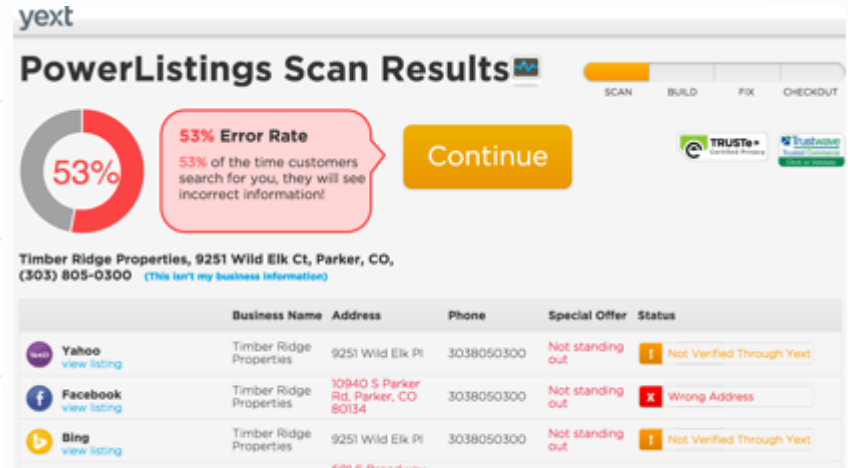 yext
PowerListings Scan Results
SCAN BUILD FIX CHECKOUT
53%
53% Error Rate
53% of the time customers
search for you, they will see
incorrect information!
Continue
TRUSTe
Certified Privacy
Trustwave
Trusted Commerce
Click to Validate
Timber Ridge Properties, 9251 Wild Elk Ct, Parker, CO,
(303) 805-0300 (This isn't my business information)
Business Name Address Phone Special Offer Status
Yahoo
view listing
Timber Ridge
Properties
9251 Wild Elk Pl
3038050300
Not standing
out
! Not Verified Through Yext
Facebook
view listing
Timber Ridge
Properties
10940 S Parker
Rd, Parker, CO
80134
3038050300
Not standing
out
X Wrong Address
Bing
view listing
Timber Ridge
Properties
9251 Wild Elk Pl
3038050300
Not standing
out
! Not Verified Through Yext